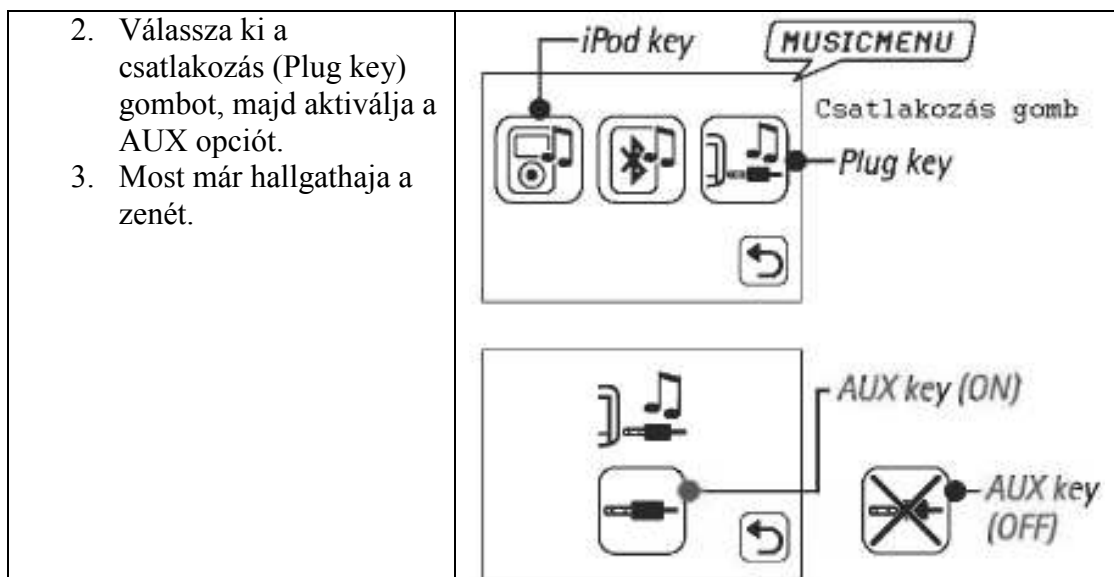 2. Válassza ki a
csatlakozás (Plug key)
gombot, majd aktiválja a
AUX opciót.
3. Most már hallgathaja a
zenét.
iPod key
MUSICMENU
Csatlakozás gomb
Plug key
AUX key (ON)
AUX key
(OFF)